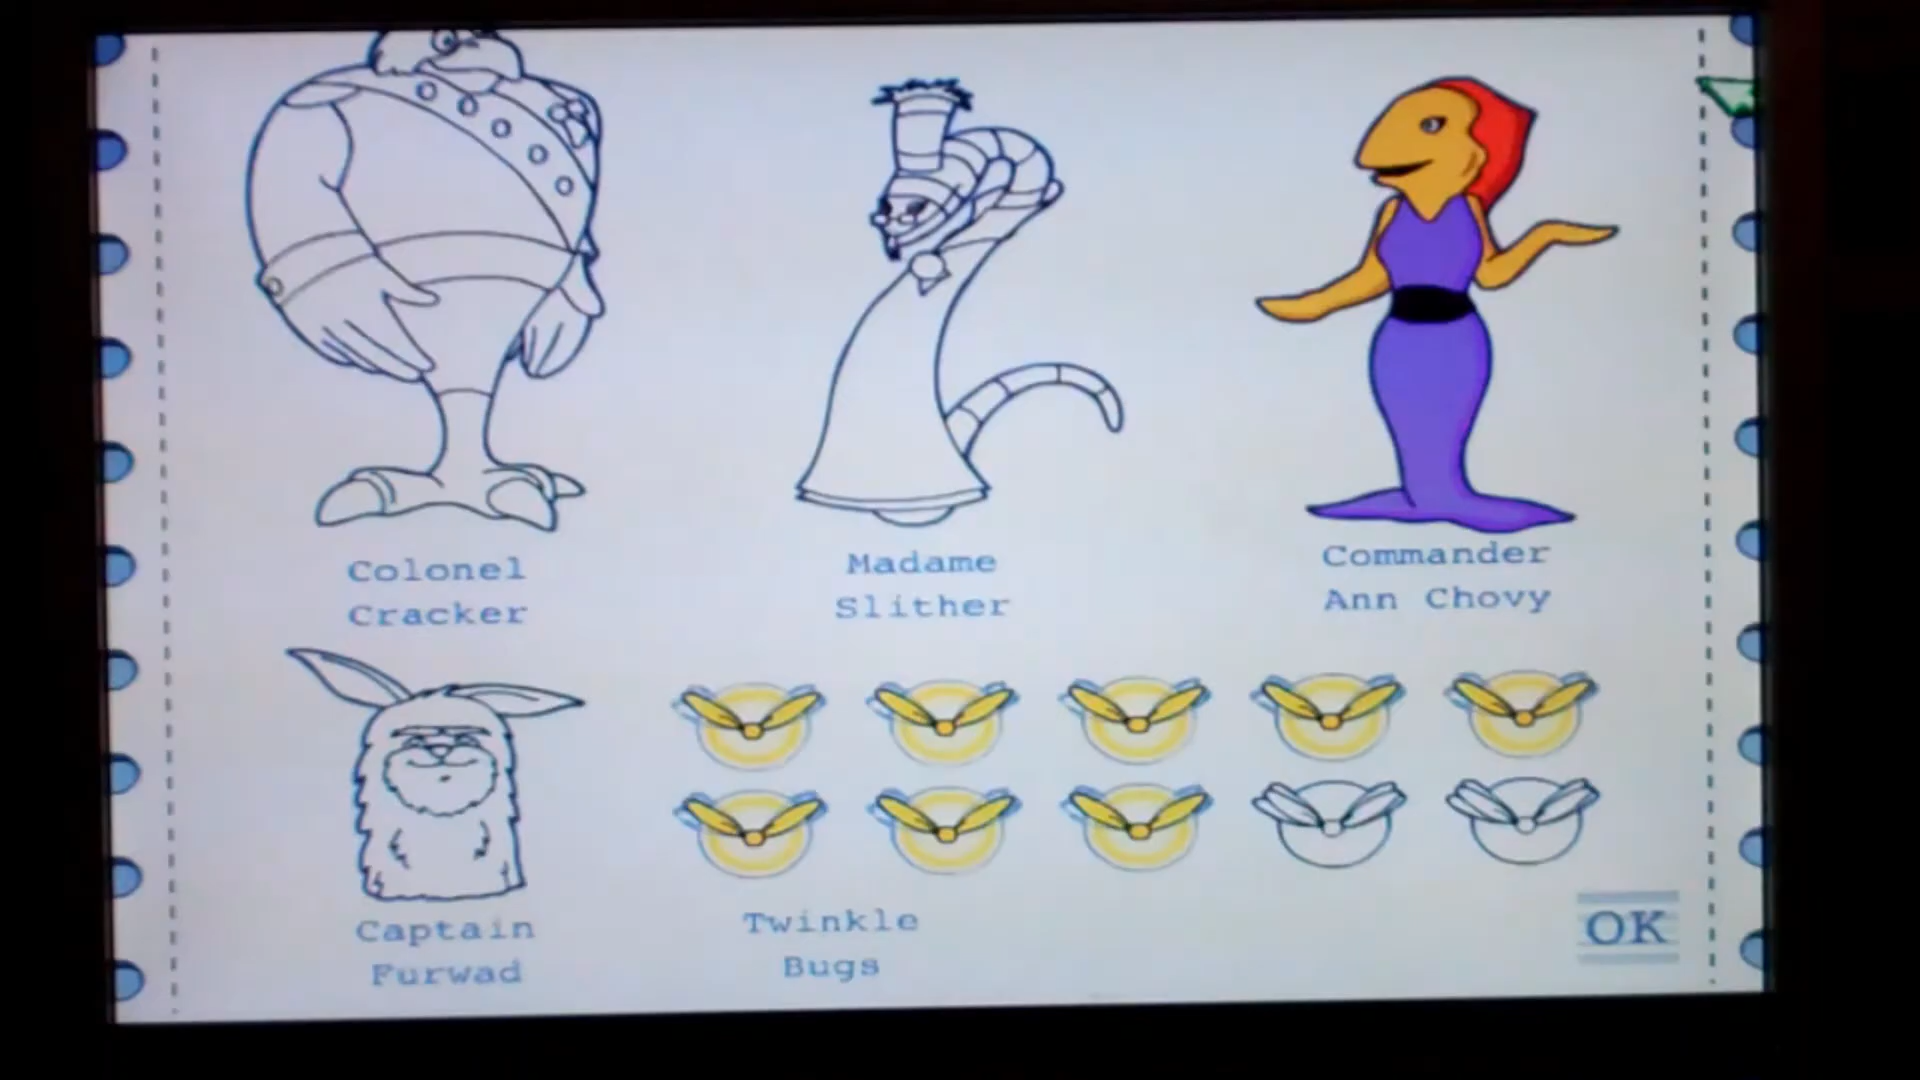 Colonel
Cracker
Madame
Slither
Commander
Ann Chovy
Captain
Furwad
Twinkle
Bugs
OK